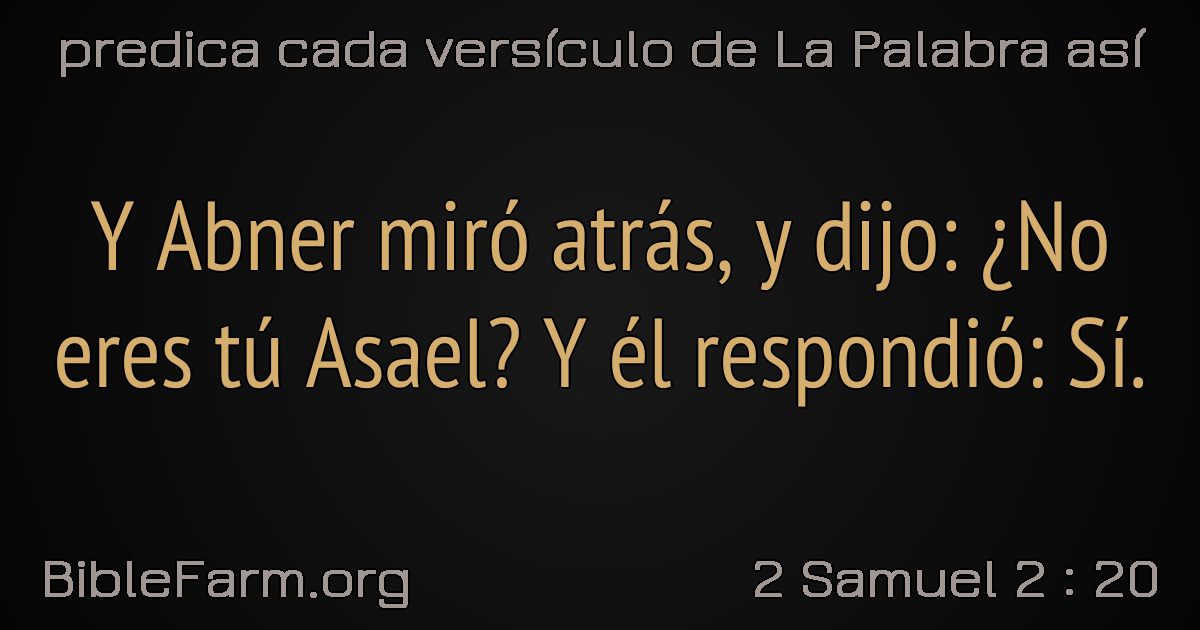 predica cada versículo de La Palabra así
Y Abner miró atrás, y dijo: ¿No
eres tú Asael? Y él respondió: Sí.
BibleFarm.org
2 Samuel 2 : 20